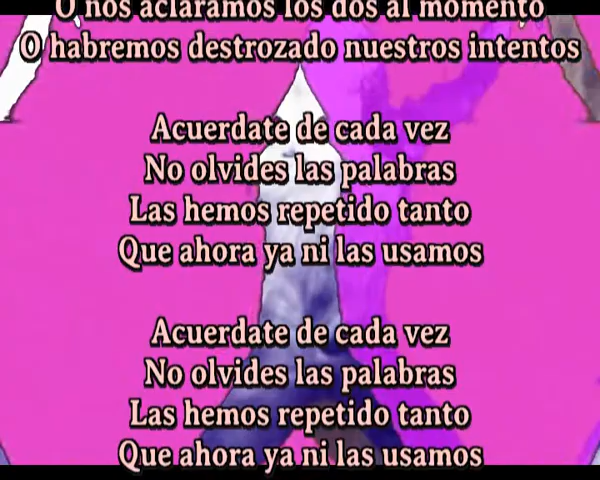 O nos aclaramos los dos al momento
O habremos destrozado nuestros intentos
Acuerdate de cada vez
No olvides las palabras
Las hemos repetido tanto
Que ahora ya ni las usamos
Acuerdate de cada vez
No olvides las palabras
Las hemos repetido tanto
Que ahora ya ni las usamos